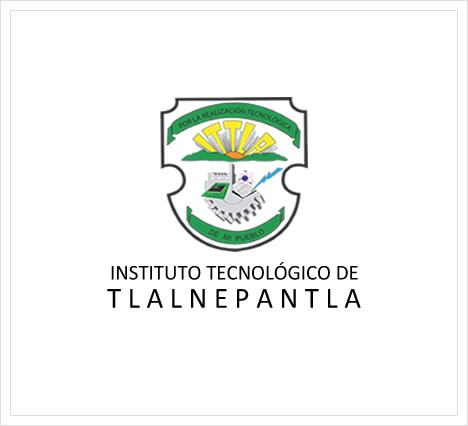 POR LA REALIZACIÓN TECNOLÓGICA
ITTLA
DE MI PUEBLO
INSTITUTO TECNOLÓGICO DE
TLALNEPANTLA